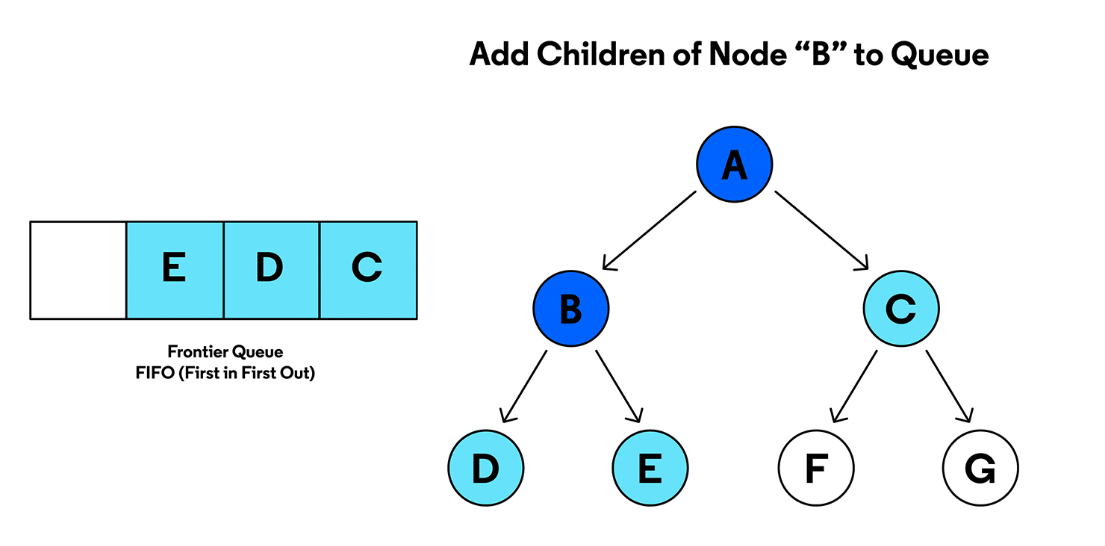 Add Children of Node “B” to Queue
A
E D C
B
C
Frontier Queue
FIFO (First in First Out)
D
E
F
G